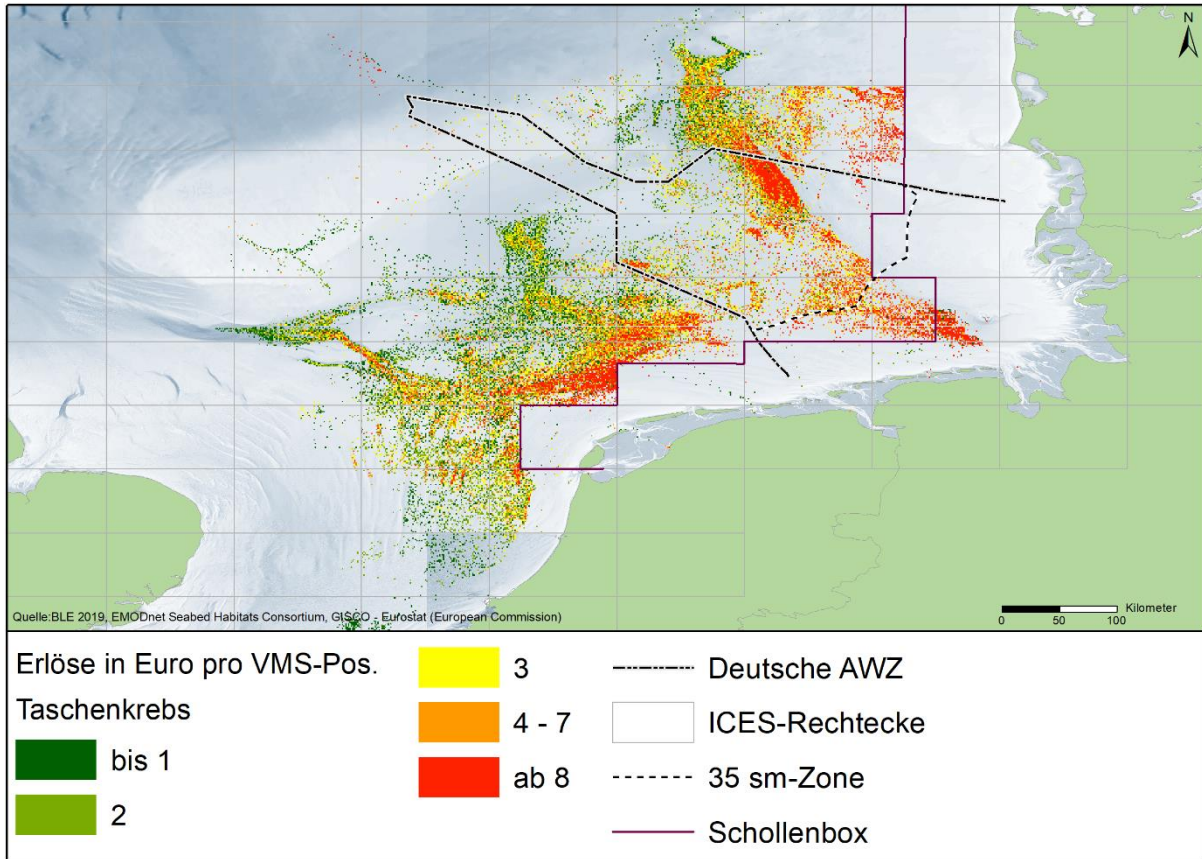 N
Quelle:BLE 2019, EMODnet Seabed Habitats Consortium, GISCO - Eurostat (European Commission)
Kilometer
0 50 100
Erlöse in Euro pro VMS-Pos.
Taschenkrebs
bis 1
2
3
4 - 7
ab 8
Deutsche AWZ
ICES-Rechtecke
35 sm-Zone
Schollenbox